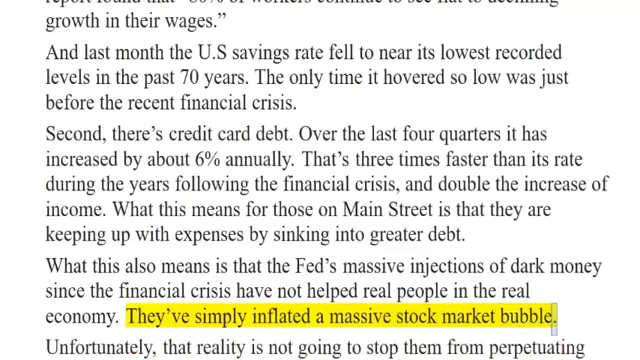 growth in their wages.”
And last month the U.S savings rate fell to near its lowest recorded
levels in the past 70 years. The only time it hovered so low was just
before the recent financial crisis.
Second, there’s credit card debt. Over the last four quarters it has
increased by about 6% annually. That’s three times faster than its rate
during the years following the financial crisis, and double the increase of
income. What this means for those on Main Street is that they are
keeping up with expenses by sinking into greater debt.
What this also means is that the Fed’s massive injections of dark money
since the financial crisis have not helped real people in the real
economy. They’ve simply inflated a massive stock market bubble.
Unfortunately, that reality is not going to stop them from perpetuating